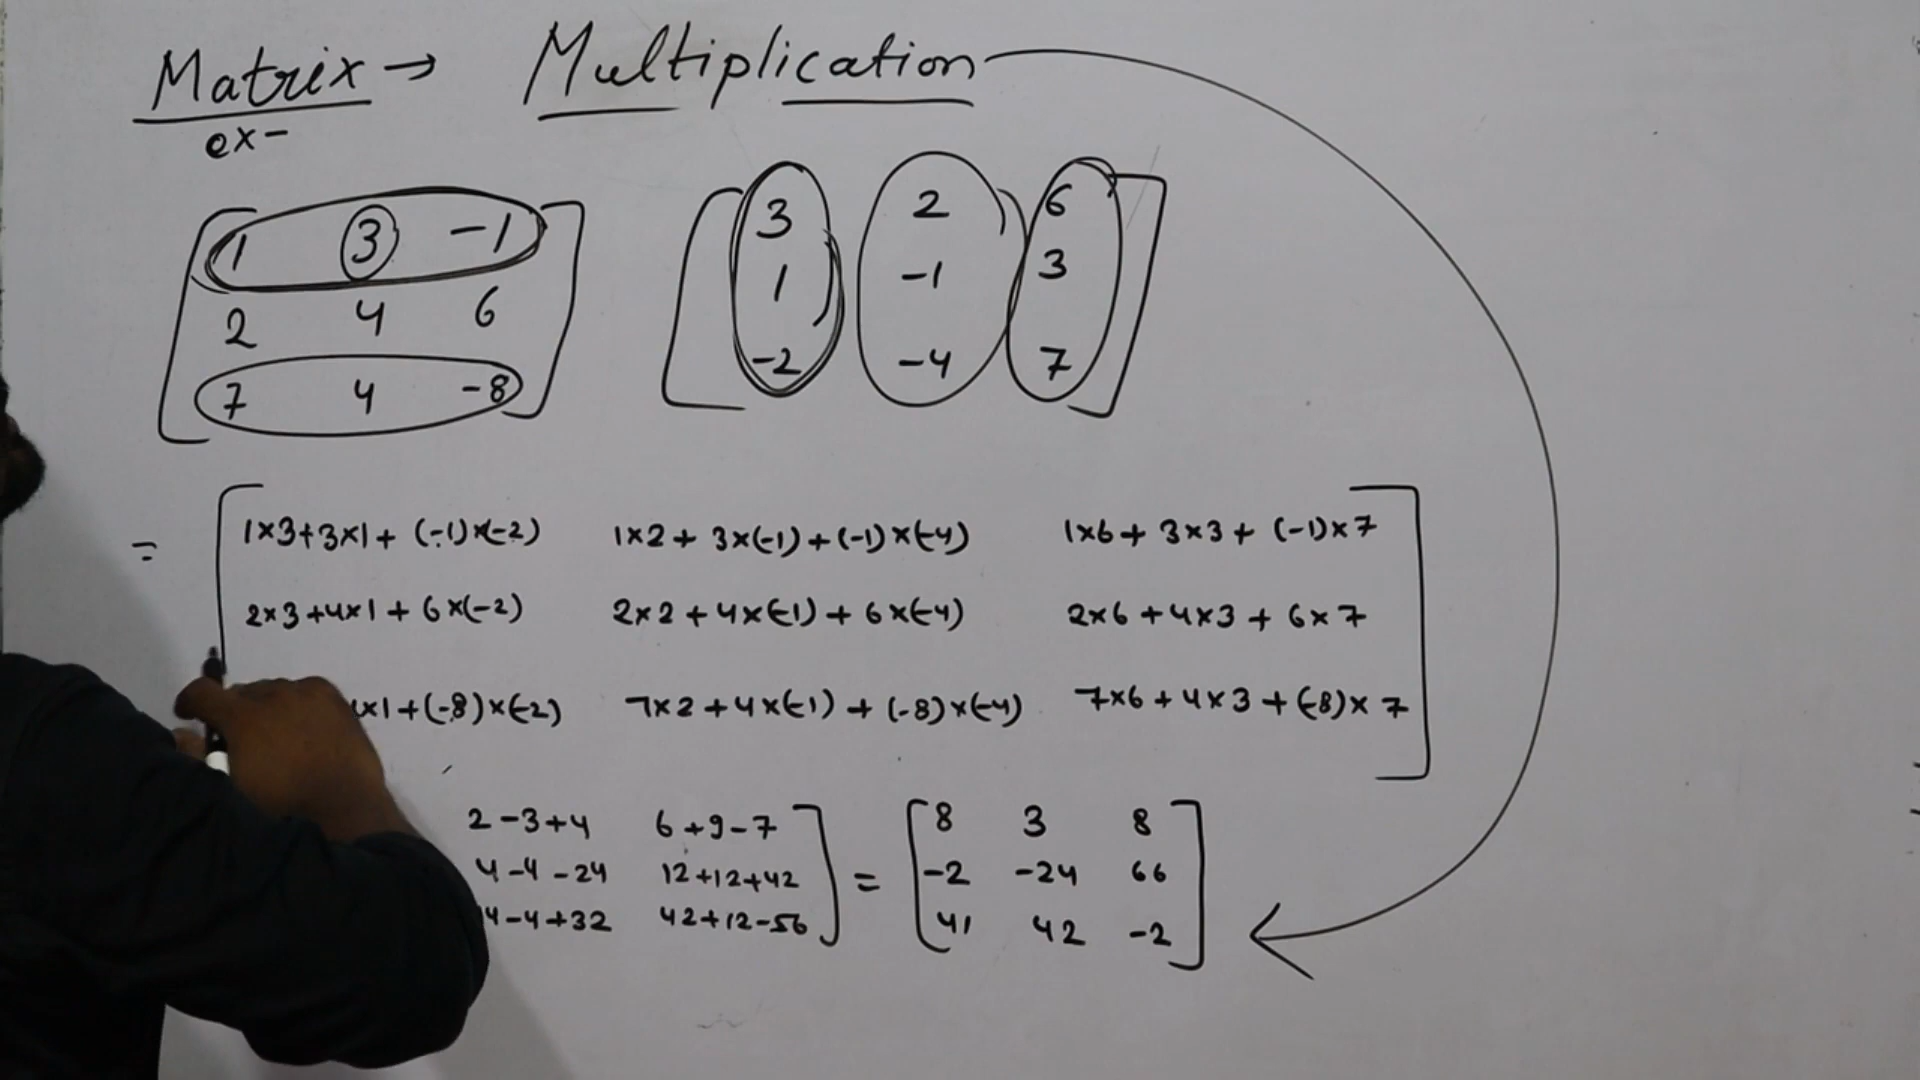 Matrix → Multiplication
ex-
1 3 -1 3 2 6
2 4 6 1 -1 3
7 4 -8 -2 -4 7
= 1×3+3×1+ (-1)×(-2) 1×2+ 3×(-1)+(-1)×(-4) 1×6+ 3×3+ (-1)×7
2×3+4×1+ 6×(-2) 2×2+4×(-1)+ 6×(-4) 2×6+4×3+ 6×7
×1+(-8)×(-2) 7×2+4×(-1)+ (-8)×(-4) 7×6+4×3+(-8)×7
2-3+4 6+9-7 8 3 8
4-4-24 12+12+42 = -2 -24 66
4-4+32 42+12-56 41 42 -2